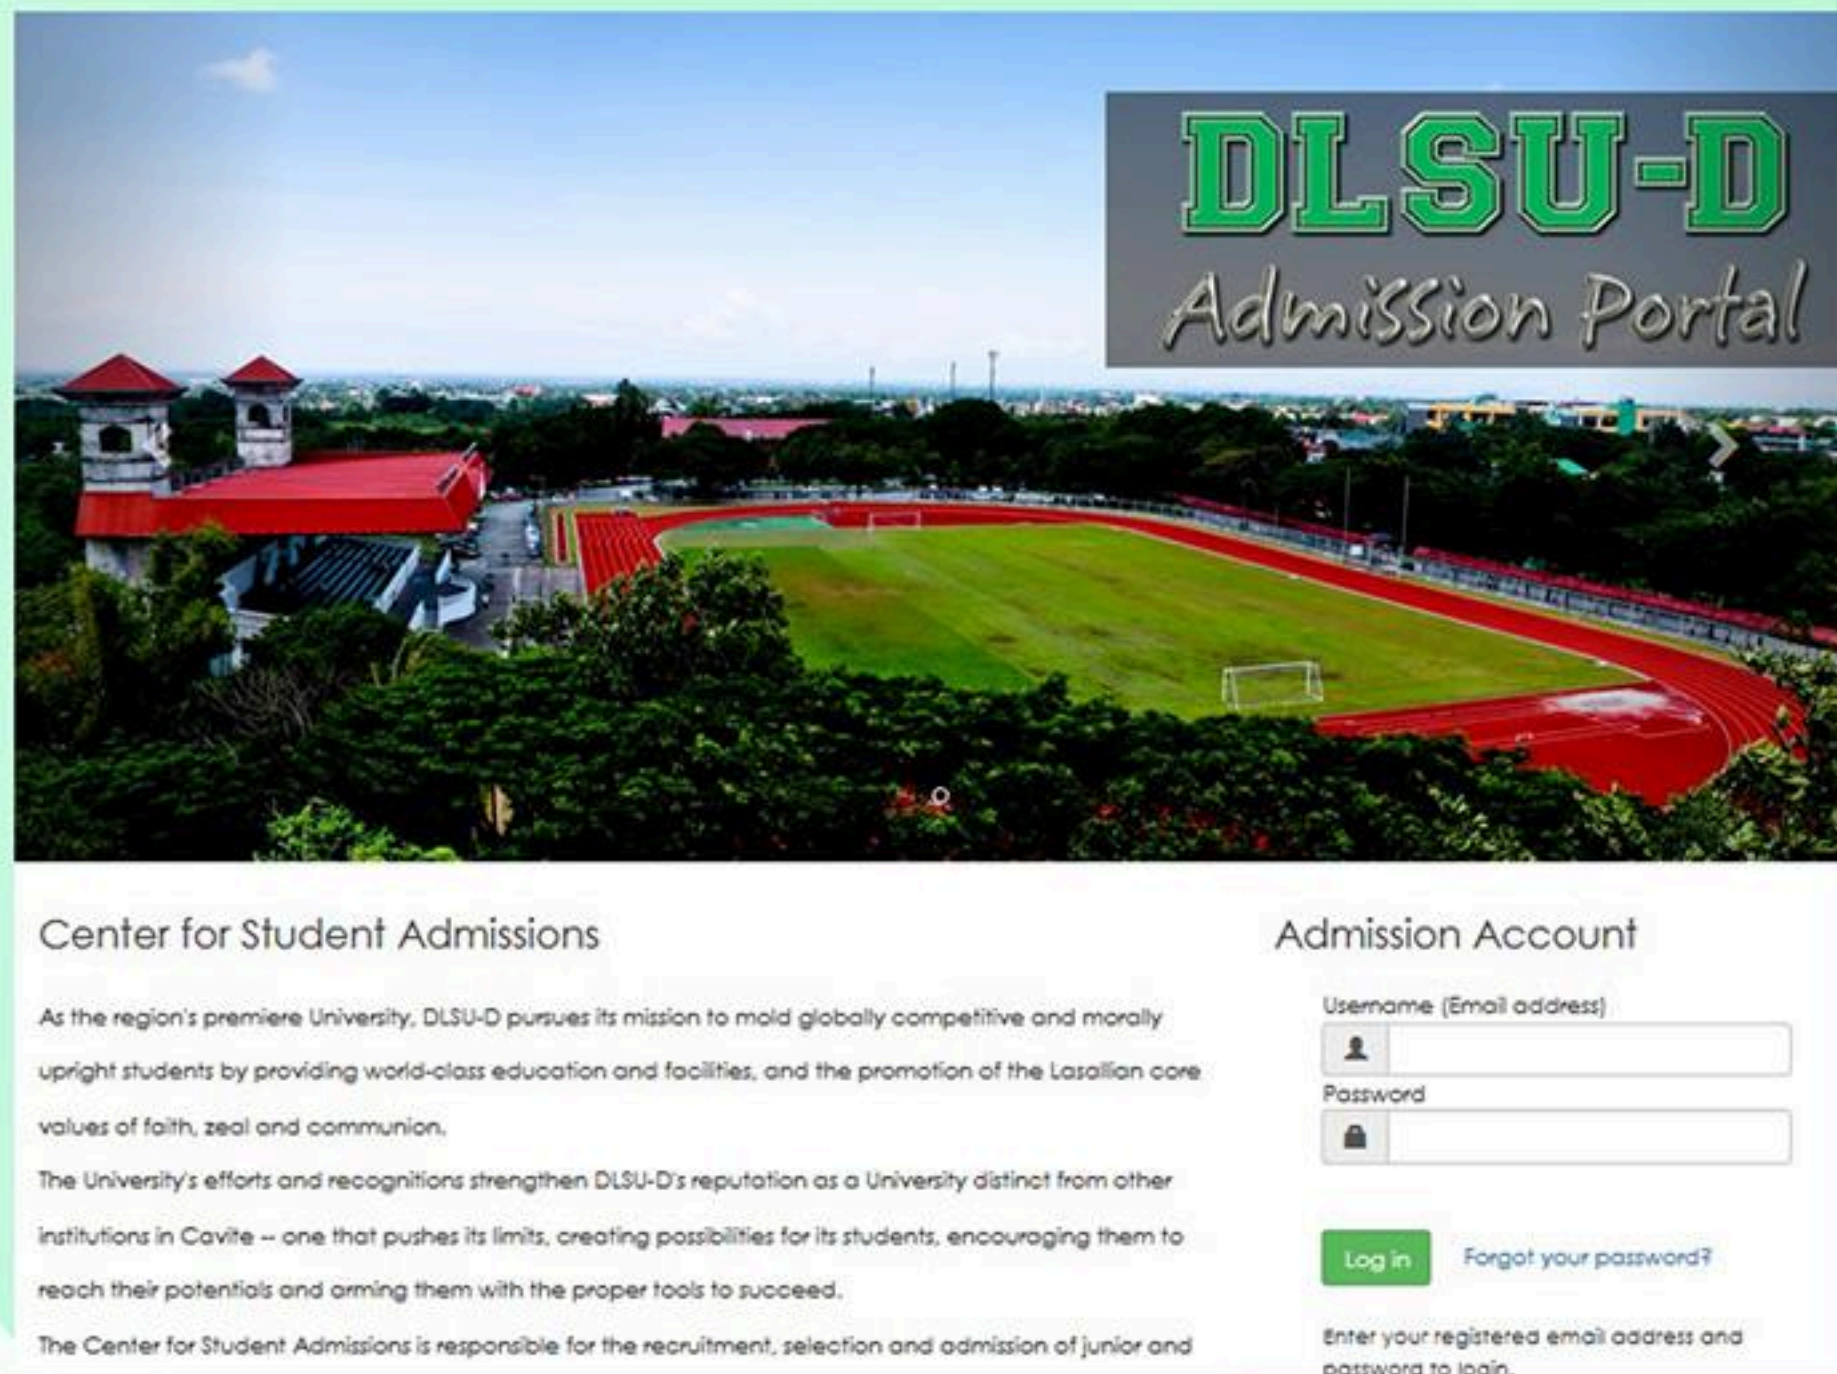 DLSU-D
Admission Portal
Center for Student Admissions
As the region's premiere University, DLSU-D pursues its mission to mold globally competitive and morally
upright students by providing world-class education and facilities, and the promotion of the Lasallian core
values of faith, zeal and communion.
The University's efforts and recognitions strengthen DLSU-D's reputation as a University distinct from other
institutions in Cavite – one that pushes its limits, creating possibilities for its students, encouraging them to
reach their potentials and arming them with the proper tools to succeed.
The Center for Student Admissions is responsible for the recruitment, selection and admission of junior and
Admission Account
Username (Email address)
Password
Log in
Forgot your password?
Enter your registered email address and
password to login.